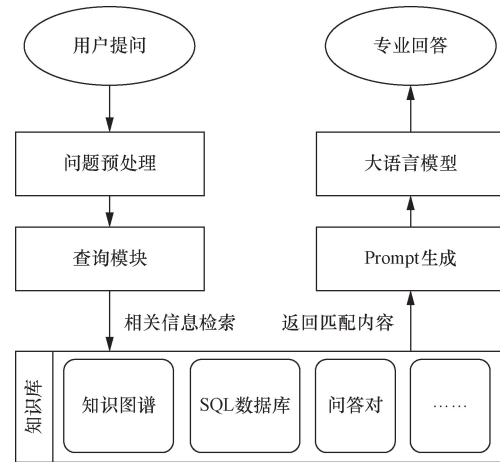 用户提问
专业回答
问题预处理
大语言模型
查询模块
Prompt生成
相关信息检索
返回匹配内容
知识库
知识图谱
SQL数据库
问答对
……